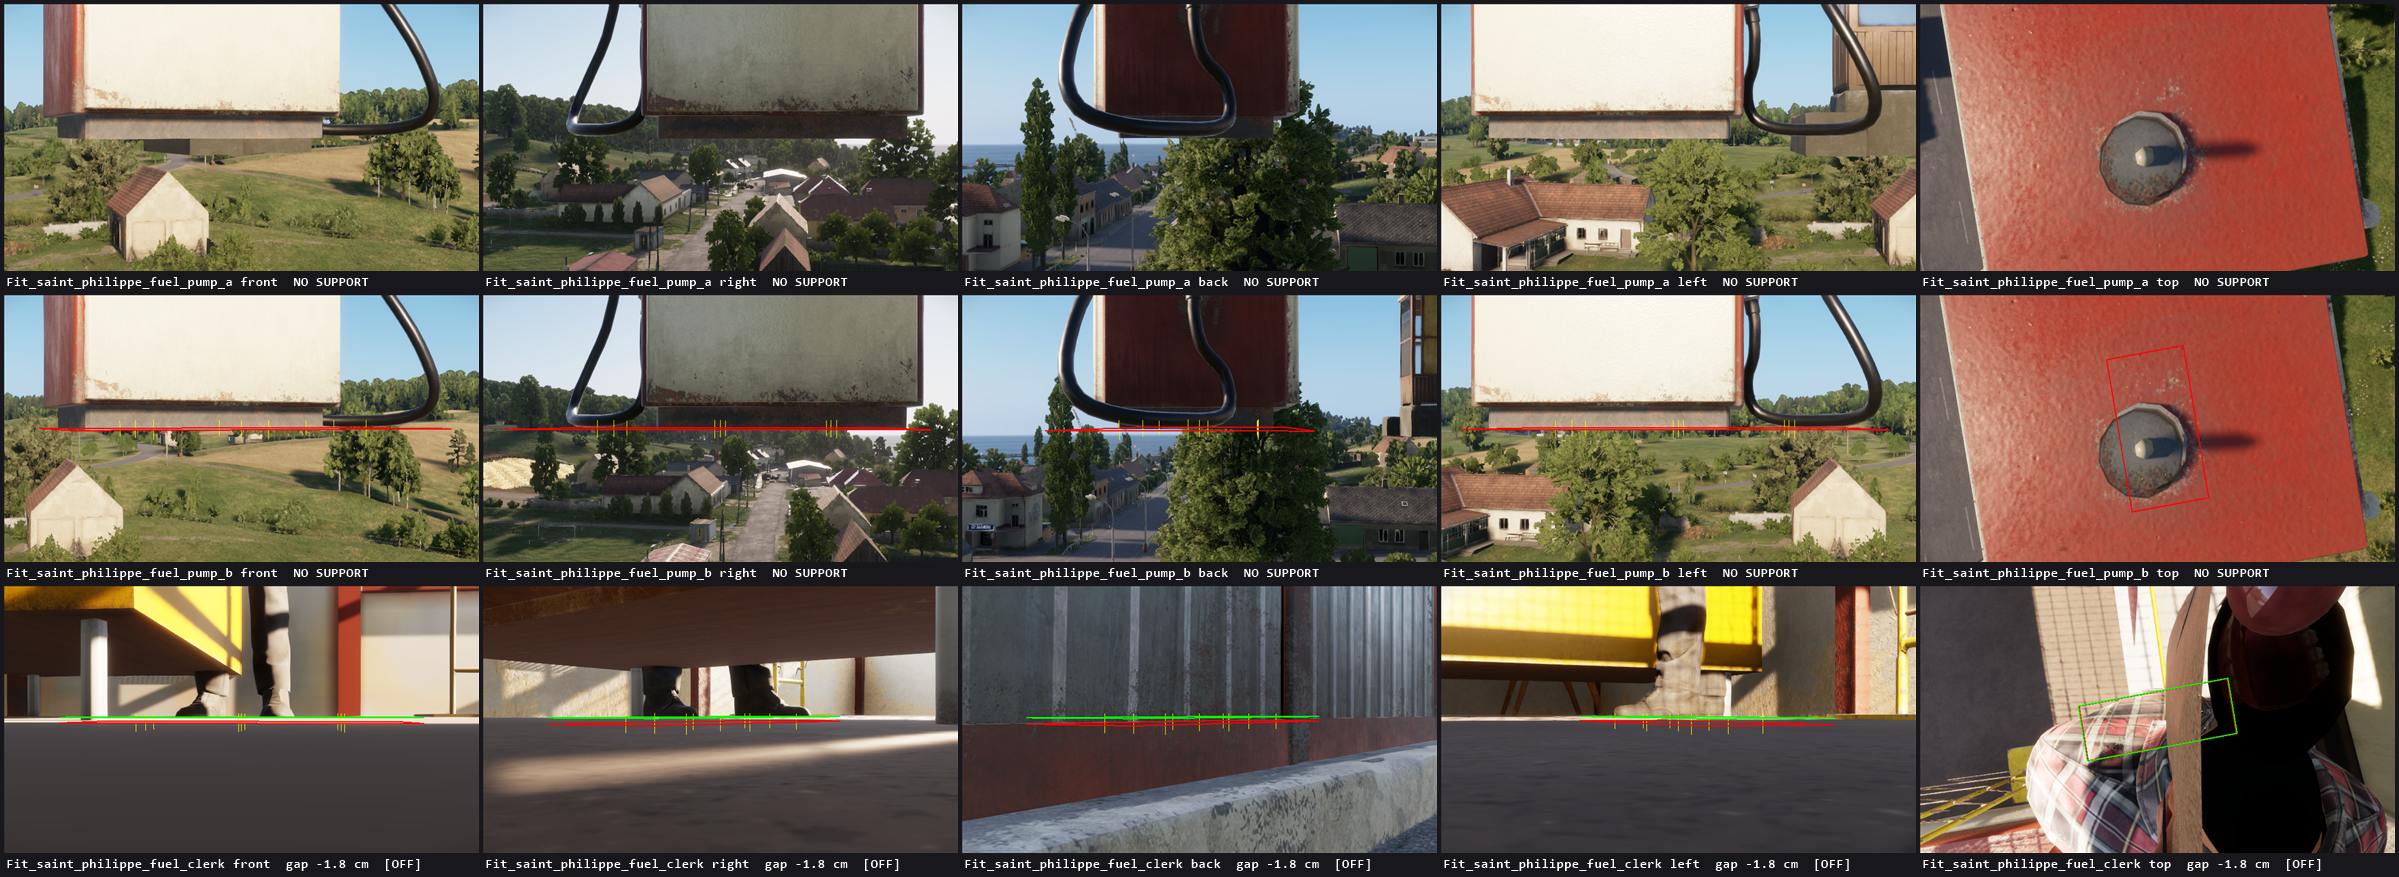 Fit_saint_philippe_fuel_pump_a front  NO SUPPORT
Fit_saint_philippe_fuel_pump_a right  NO SUPPORT
Fit_saint_philippe_fuel_pump_a back  NO SUPPORT
Fit_saint_philippe_fuel_pump_a left  NO SUPPORT
Fit_saint_philippe_fuel_pump_a top  NO SUPPORT
Fit_saint_philippe_fuel_pump_b front  NO SUPPORT
Fit_saint_philippe_fuel_pump_b right  NO SUPPORT
Fit_saint_philippe_fuel_pump_b back  NO SUPPORT
Fit_saint_philippe_fuel_pump_b left  NO SUPPORT
Fit_saint_philippe_fuel_pump_b top  NO SUPPORT
Fit_saint_philippe_fuel_clerk front  gap -1.8 cm  [OFF]
Fit_saint_philippe_fuel_clerk right  gap -1.8 cm  [OFF]
Fit_saint_philippe_fuel_clerk back  gap -1.8 cm  [OFF]
Fit_saint_philippe_fuel_clerk left  gap -1.8 cm  [OFF]
Fit_saint_philippe_fuel_clerk top  gap -1.8 cm  [OFF]